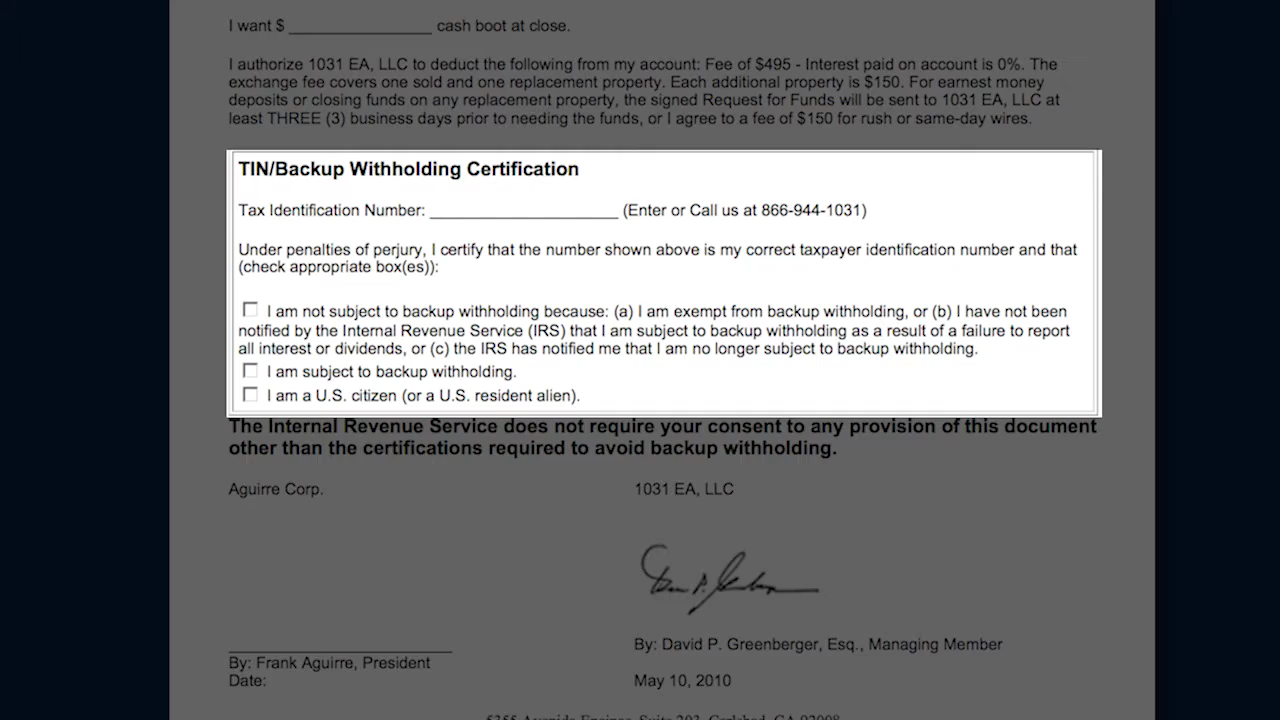 I want $ ________________ cash boot at close.
I authorize 1031 EA, LLC to deduct the following from my account: Fee of $495 - Interest paid on account is 0%. The
exchange fee covers one sold and one replacement property. Each additional property is $150. For earnest money
deposits or closing funds on any replacement property, the signed Request for Funds will be sent to 1031 EA, LLC at
least THREE (3) business days prior to needing the funds, or I agree to a fee of $150 for rush or same-day wires.
TIN/Backup Withholding Certification
Tax Identification Number: _____________________ (Enter or Call us at 866-944-1031)
Under penalties of perjury, I certify that the number shown above is my correct taxpayer identification number and that
(check appropriate box(es)):
I am not subject to backup withholding because: (a) I am exempt from backup withholding, or (b) I have not been
notified by the Internal Revenue Service (IRS) that I am subject to backup withholding as a result of a failure to report
all interest or dividends, or (c) the IRS has notified me that I am no longer subject to backup withholding.
I am subject to backup withholding.
I am a U.S. citizen (or a U.S. resident alien).
The Internal Revenue Service does not require your consent to any provision of this document
other than the certifications required to avoid backup withholding.
Aguirre Corp. 1031 EA, LLC
_________________________ By: David P. Greenberger, Esq., Managing Member
By: Frank Aguirre, President
Date: May 10, 2010